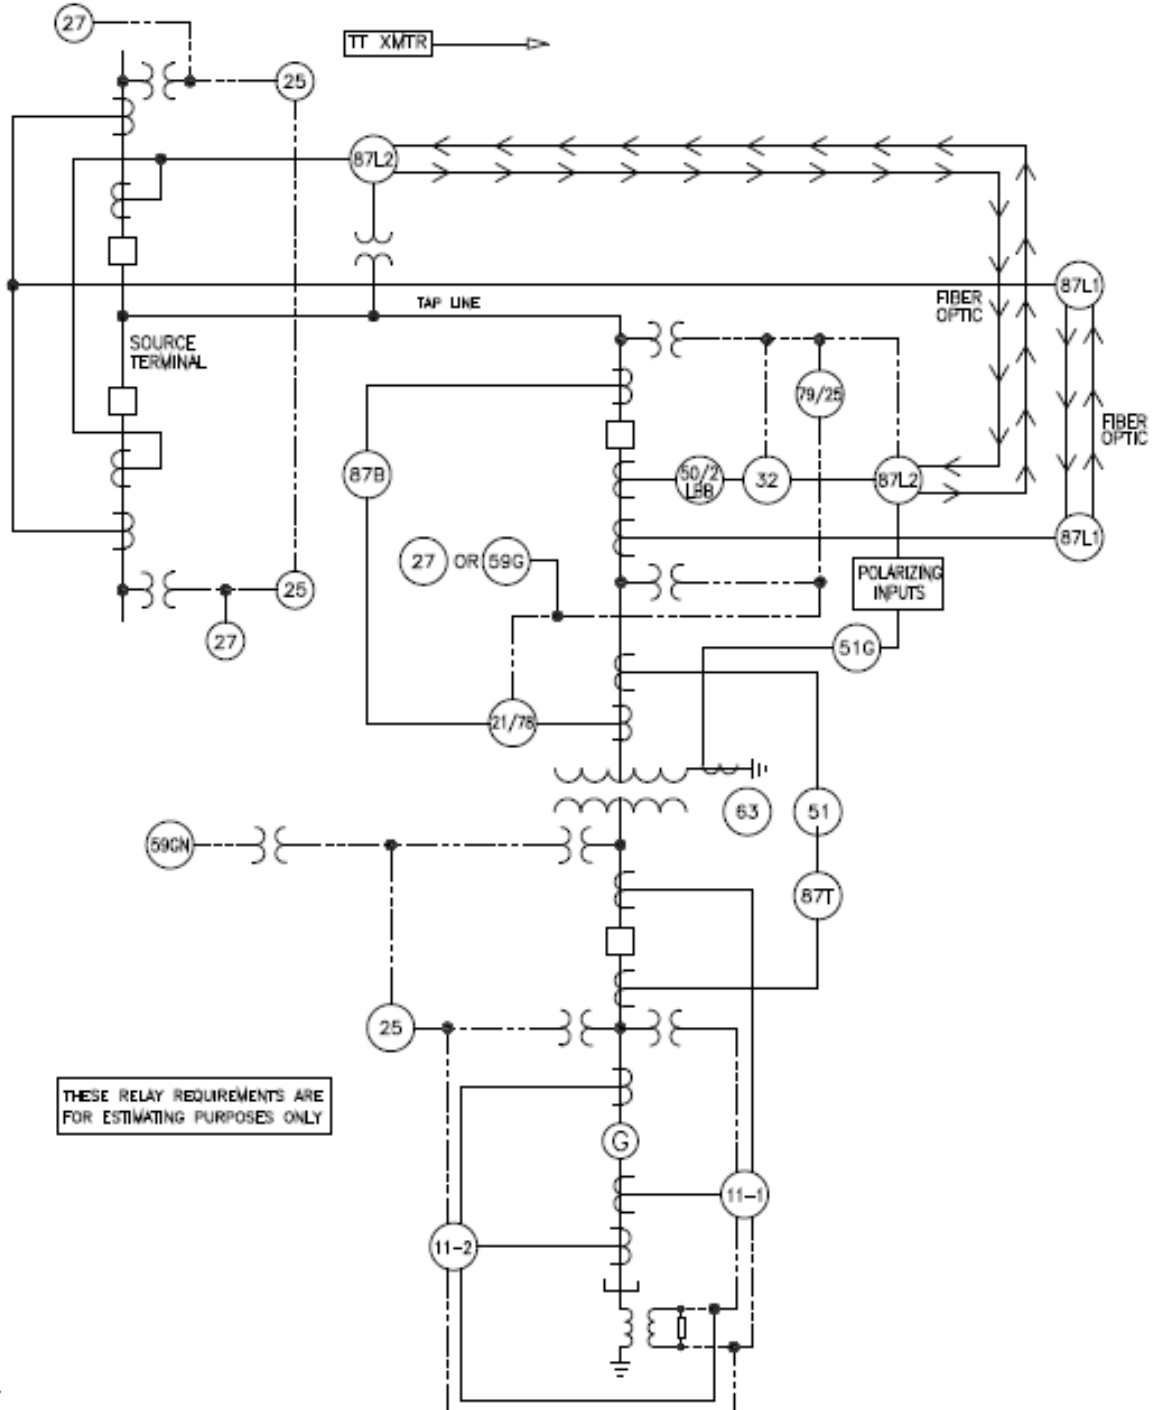 27
TT XMTR
25
87L2
87L1
TAP LINE
FIBER
OPTIC
SOURCE
TERMINAL
79/25
FIBER
OPTIC
87B
50/2
LBB
32
87L2
87L1
27 OR 59G
POLARIZING
INPUTS
25
27
51G
21/78
63
51
59GN
87T
25
THESE RELAY REQUIREMENTS ARE
FOR ESTIMATING PURPOSES ONLY
G
11-1
11-2